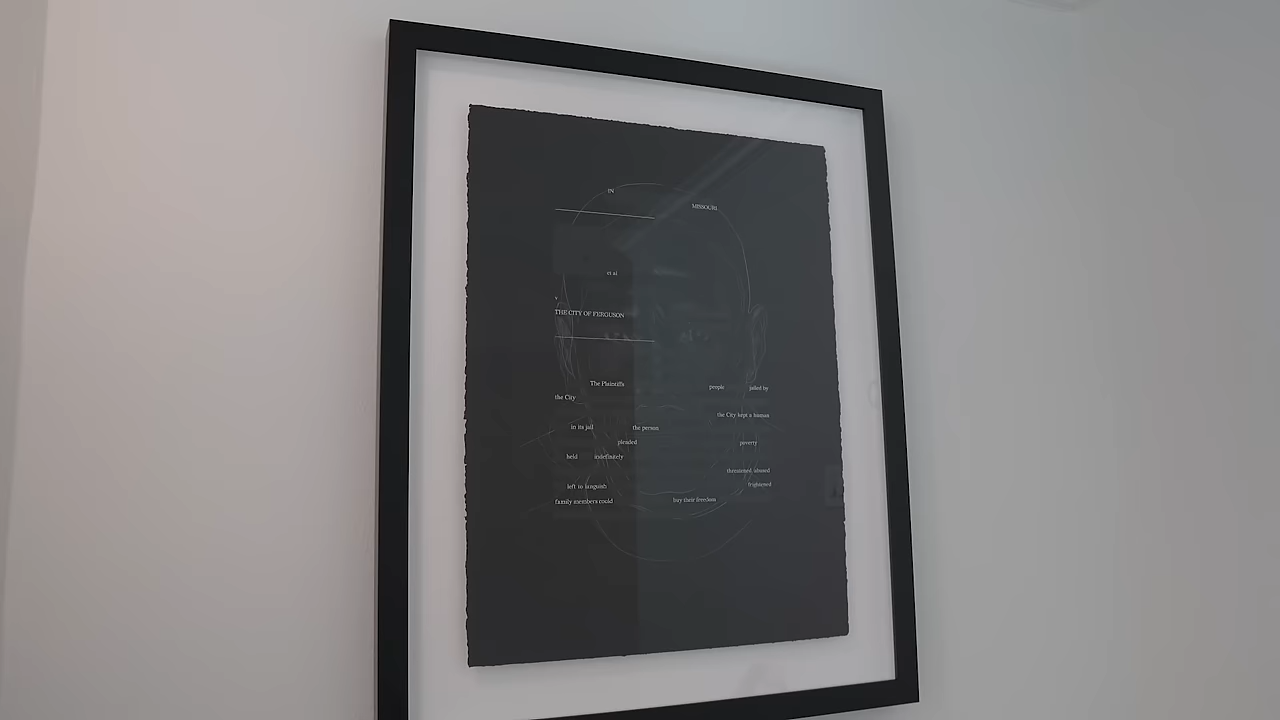 IN
MISSOURI,
et al
v
THE CITY OF FERGUSON
The Plaintiffs people jailed by
the City
the City kept a human
in its jail the person
pleaded poverty
held indefinitely
threatened, abused
left to languish frightened
family members could buy their freedom